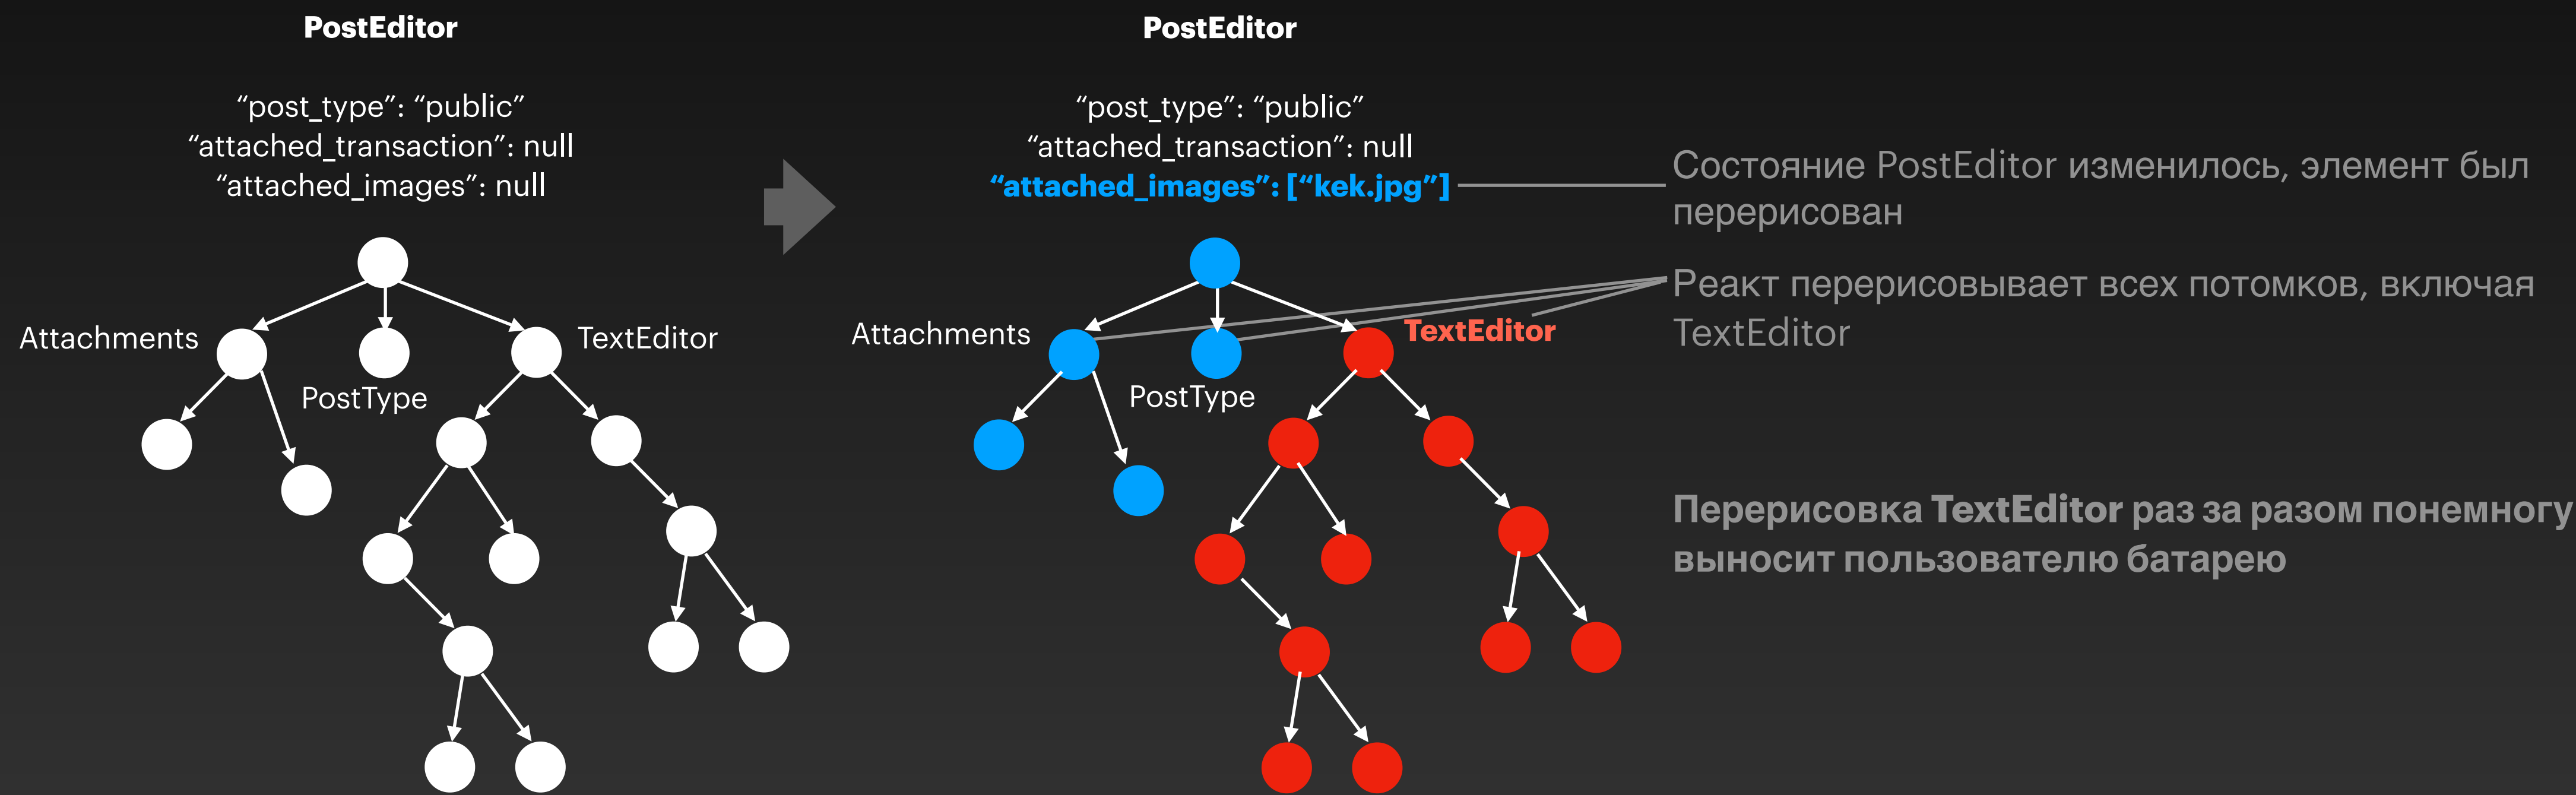 PostEditor
“post_type”: “public”
“attached_transaction”: null
“attached_images”: null
Attachments
PostType
TextEditor
PostEditor
“post_type”: “public”
“attached_transaction”: null
“attached_images”: [“kek.jpg”]
Attachments
PostType
TextEditor
Состояние PostEditor изменилось, элемент был
перерисован
Реакт перерисовывает всех потомков, включая
TextEditor
Перерисовка TextEditor раз за разом понемногу
выносит пользователю батарею